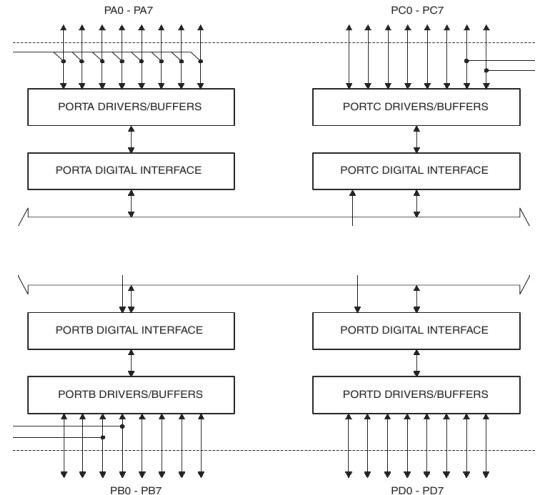 PA0 - PA7
PC0 - PC7
PORTA DRIVERS/BUFFERS
PORTC DRIVERS/BUFFERS
PORTA DIGITAL INTERFACE
PORTC DIGITAL INTERFACE
PORTB DIGITAL INTERFACE
PORTD DIGITAL INTERFACE
PORTB DRIVERS/BUFFERS
PORTD DRIVERS/BUFFERS
PB0 - PB7
PD0 - PD7